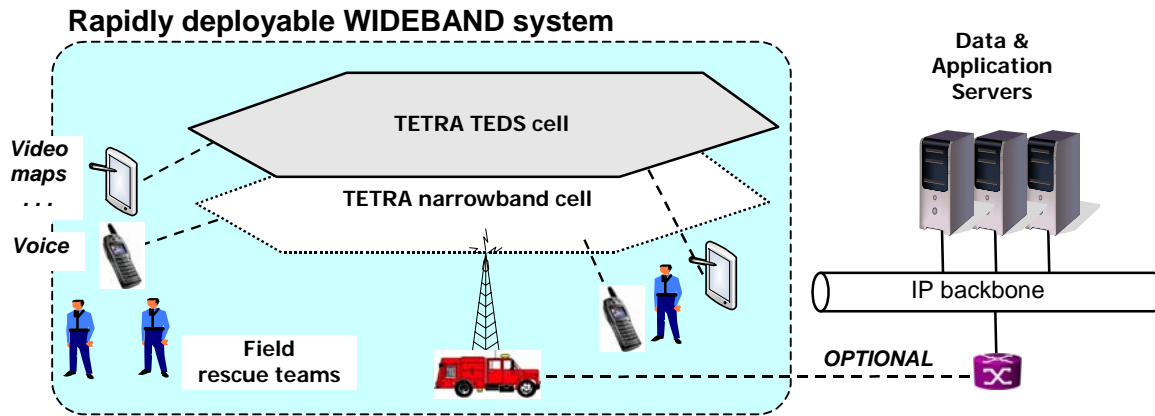 Rapidly deployable WIDEBAND system
Data &
Application
Servers
TETRA TEDS cell
Video
maps
. . .
TETRA narrowband cell
Voice
IP backbone
Field
rescue teams
OPTIONAL